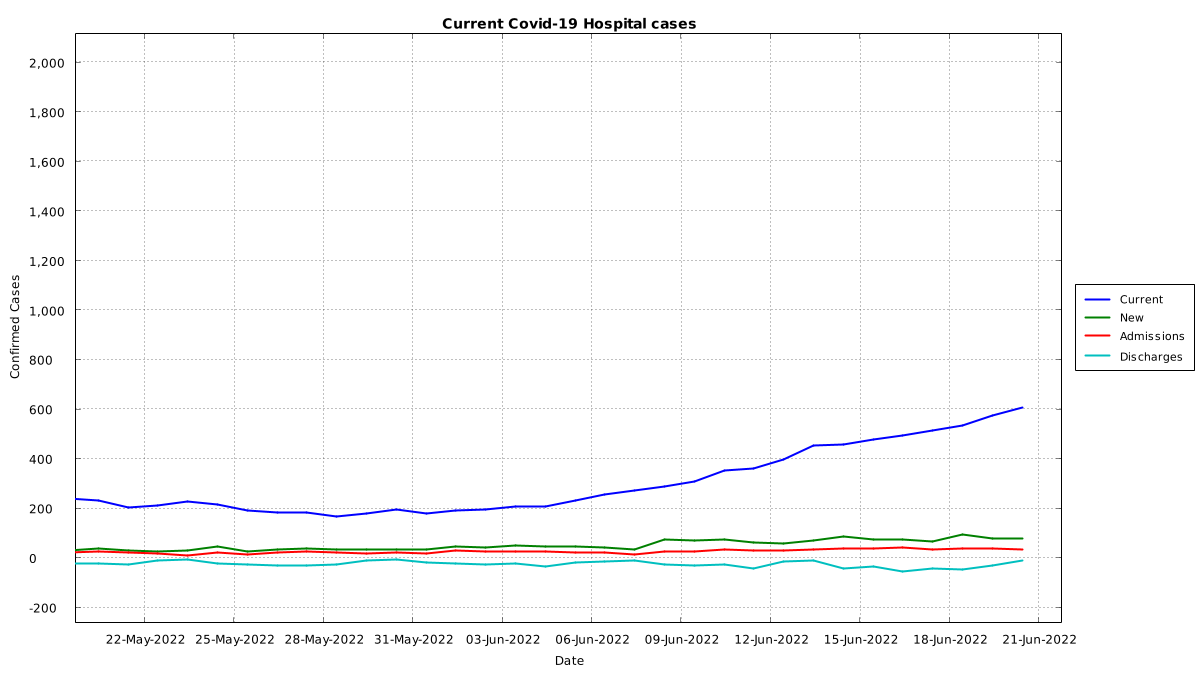 Current Covid-19 Hospital cases
2,000
1,800
1,600
1,400
1,200
1,000
800
600
400
200
0
-200
Confirmed Cases
22-May-2022 25-May-2022 28-May-2022 31-May-2022 03-Jun-2022 06-Jun-2022 09-Jun-2022 12-Jun-2022 15-Jun-2022 18-Jun-2022 21-Jun-2022
Date
Current
New
Admissions
Discharges